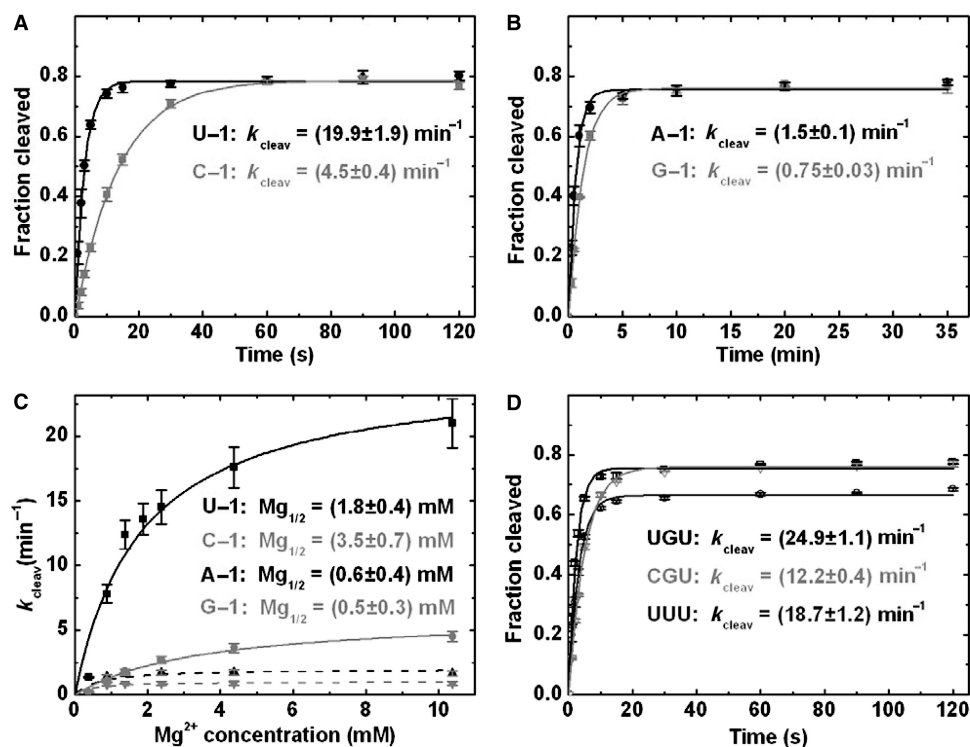 A
Fraction cleaved
0.8
0.6
0.4
0.2
0.0
U–1: kcleav = (19.9±1.9) min⁻¹
C–1: kcleav = (4.5±0.4) min⁻¹
0 20 40 60 80 100 120
Time (s)
B
Fraction cleaved
0.8
0.6
0.4
0.2
0.0
A–1: kcleav = (1.5±0.1) min⁻¹
G–1: kcleav = (0.75±0.03) min⁻¹
0 5 10 15 20 25 30 35
Time (min)
C
kcleav(min⁻¹)
20
15
10
5
0
U–1: Mg1/2 = (1.8±0.4) mM
C–1: Mg1/2 = (3.5±0.7) mM
A–1: Mg1/2 = (0.6±0.4) mM
G–1: Mg1/2 = (0.5±0.3) mM
0 2 4 6 8 10
Mg²⁺ concentration (mM)
D
Fraction cleaved
0.8
0.6
0.4
0.2
0.0
UGU: kcleav = (24.9±1.1) min⁻¹
CGU: kcleav = (12.2±0.4) min⁻¹
UUU: kcleav = (18.7±1.2) min⁻¹
0 20 40 60 80 100 120
Time (s)